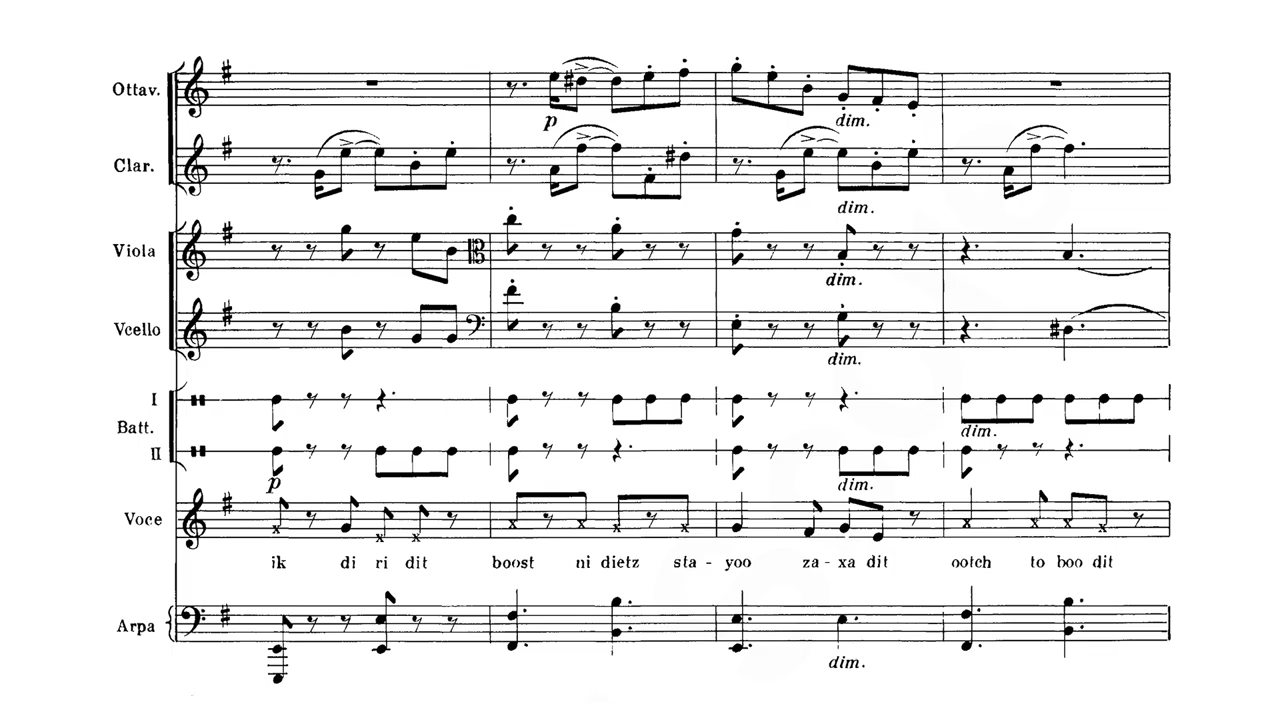 Ottav.
p
dim.
Clar.
dim.
Viola
dim.
Vcello
dim.
I
dim.
Batt.
II
p
dim.
Voce
ik di ri dit boost ni dietz sta - yoo za - xa dit ootch to boo dit
Arpa
dim.